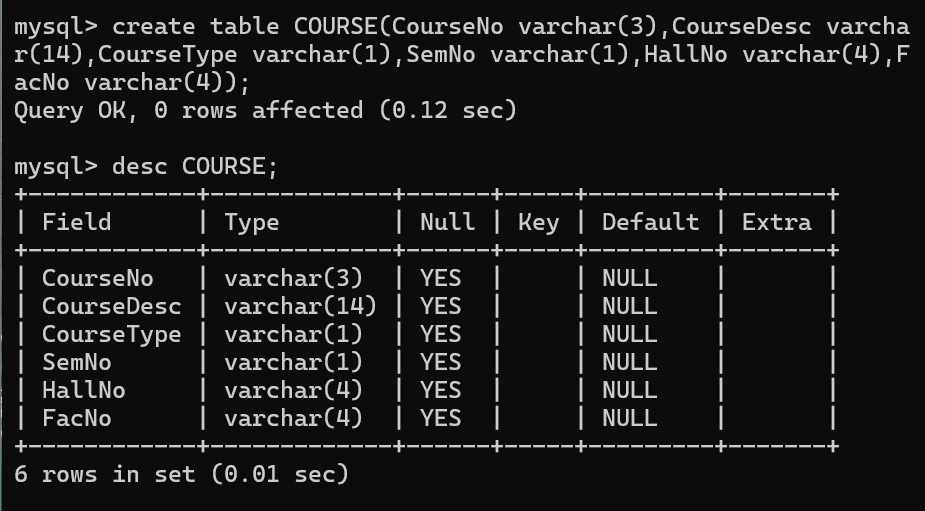 mysql> create table COURSE(CourseNo varchar(3),CourseDesc varcha
r(14),CourseType varchar(1),SemNo varchar(1),HallNo varchar(4),F
acNo varchar(4));
Query OK, 0 rows affected (0.12 sec)

mysql> desc COURSE;
+------------+-------------+------+-----+---------+-------+
| Field      | Type        | Null | Key | Default | Extra |
+------------+-------------+------+-----+---------+-------+
| CourseNo   | varchar(3)  | YES  |     | NULL    |       |
| CourseDesc | varchar(14) | YES  |     | NULL    |       |
| CourseType | varchar(1)  | YES  |     | NULL    |       |
| SemNo      | varchar(1)  | YES  |     | NULL    |       |
| HallNo     | varchar(4)  | YES  |     | NULL    |       |
| FacNo      | varchar(4)  | YES  |     | NULL    |       |
+------------+-------------+------+-----+---------+-------+
6 rows in set (0.01 sec)